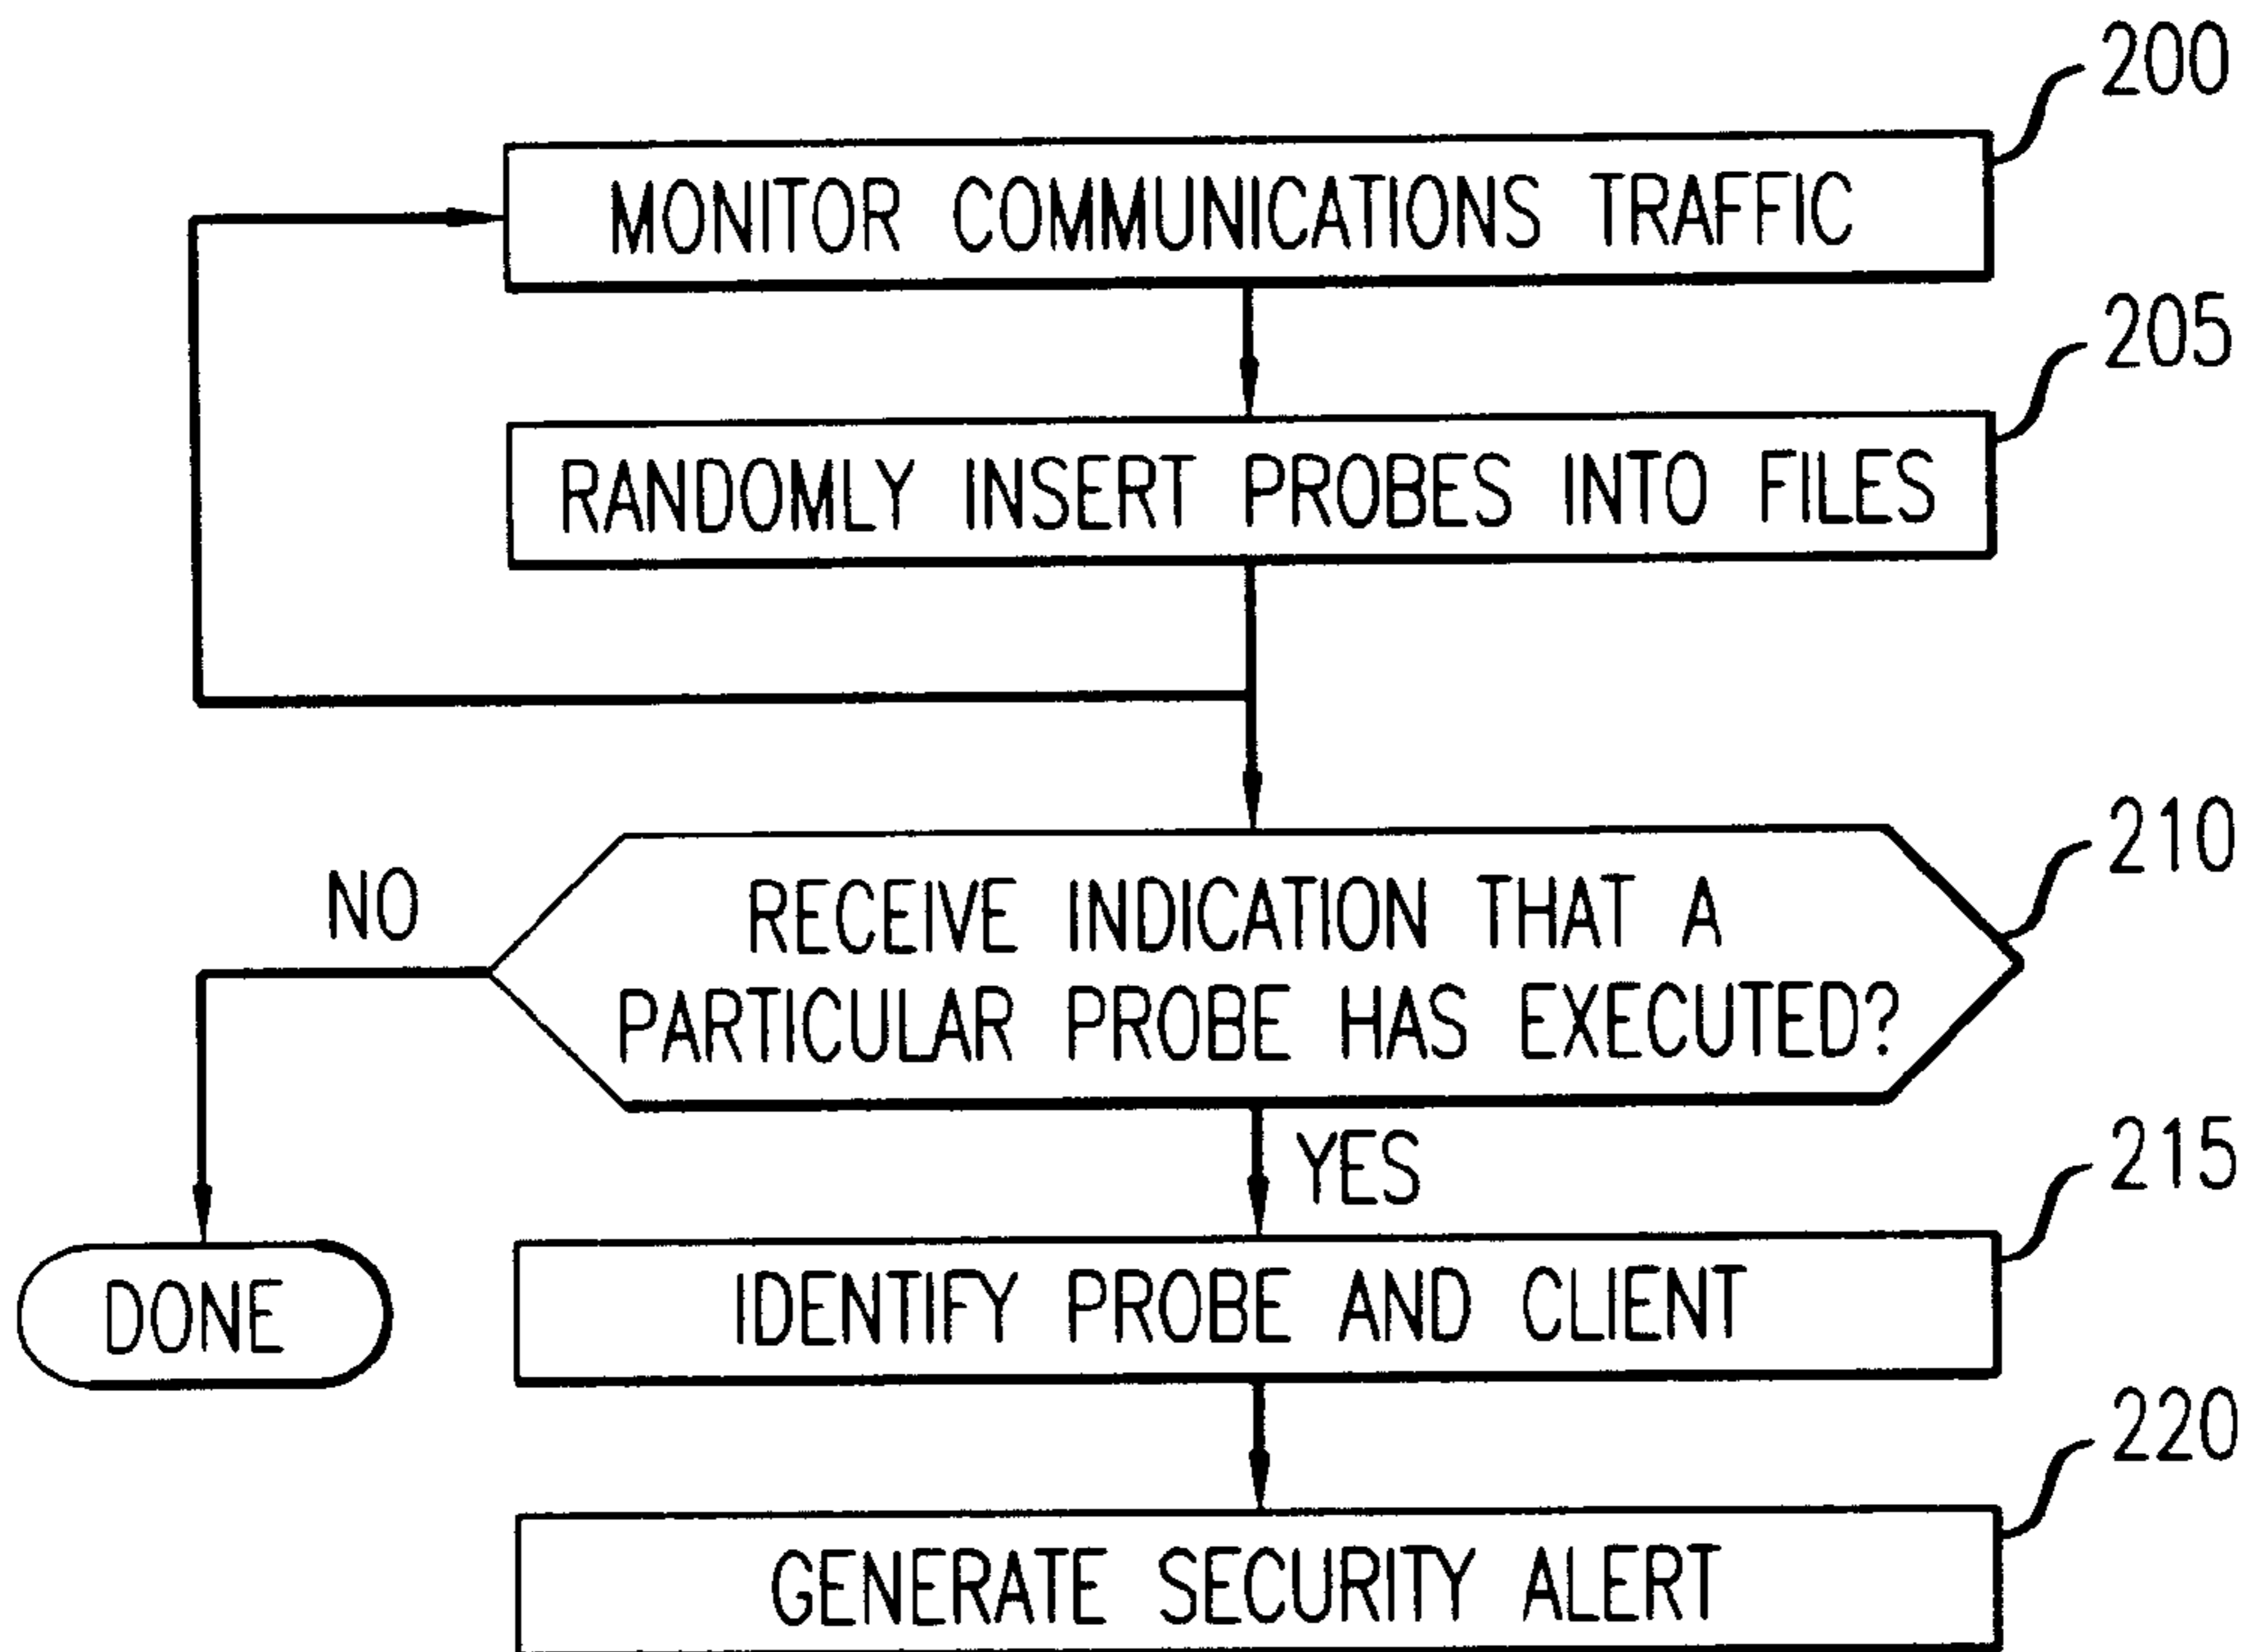 200
MONITOR COMMUNICATIONS TRAFFIC
205
RANDOMLY INSERT PROBES INTO FILES
210
NO
RECEIVE INDICATION THAT A
PARTICULAR PROBE HAS EXECUTED?
YES
215
DONE
IDENTIFY PROBE AND CLIENT
220
GENERATE SECURITY ALERT